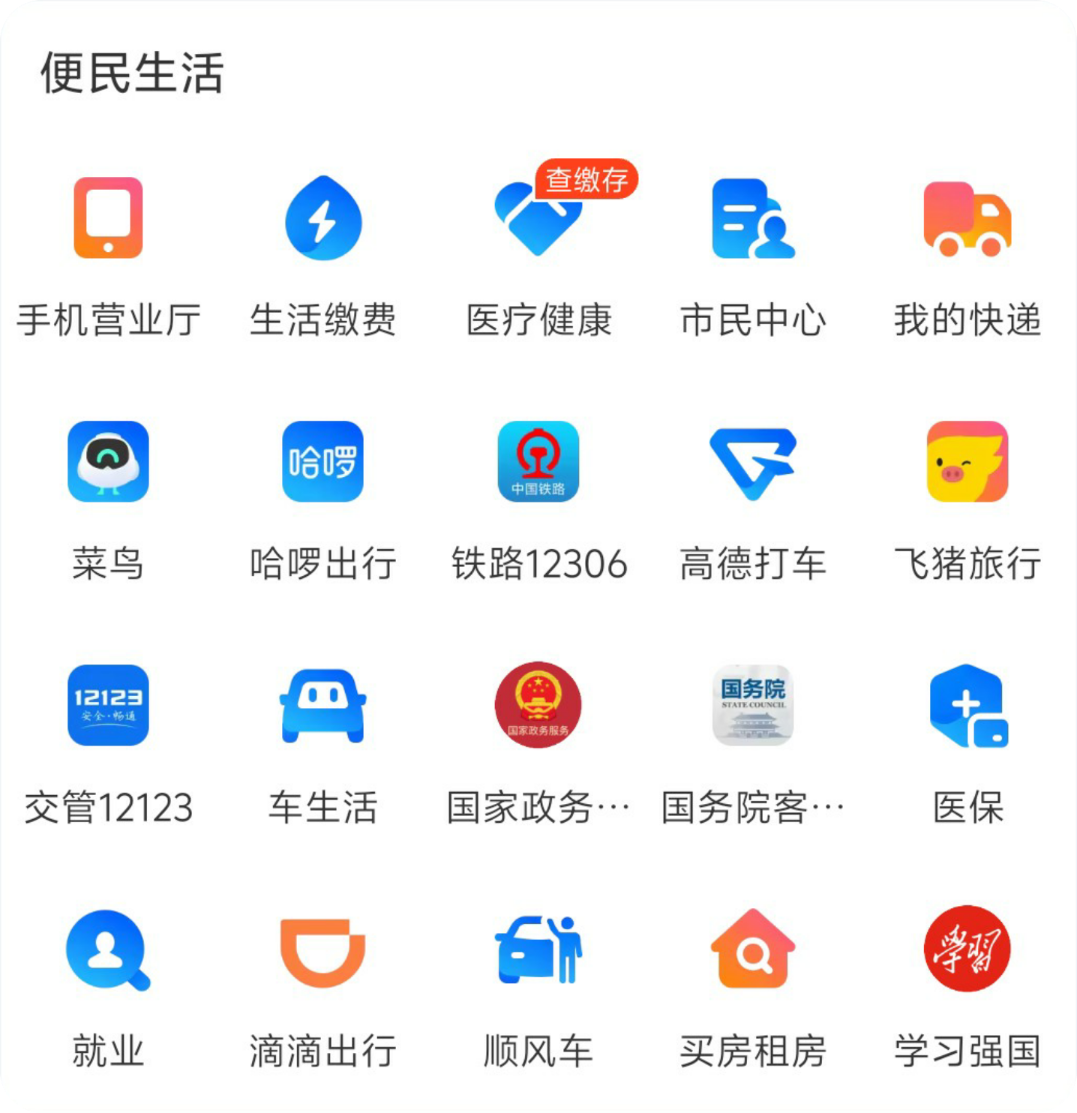 便民生活
查缴存
手机营业厅 生活缴费 医疗健康 市民中心 我的快递
哈啰
中国铁路
菜鸟 哈啰出行 铁路12306 高德打车 飞猪旅行
12123
安全·畅通
国家政务服务
国务院
STATE COUNCIL
交管12123 车生活 国家政务… 国务院客… 医保
學習
就业 滴滴出行 顺风车 买房租房 学习强国